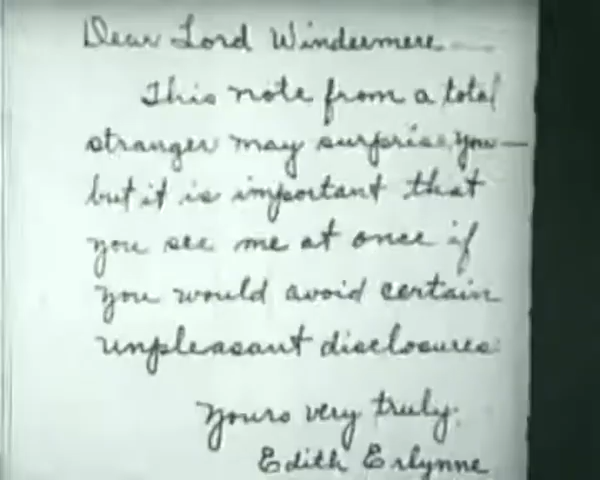 Dear Lord Windermere
This note from a total
stranger may surprise you—
but it is important that
you see me at once if
you would avoid certain
unpleasant disclosures.
Yours very truly.
Edith Erlynne